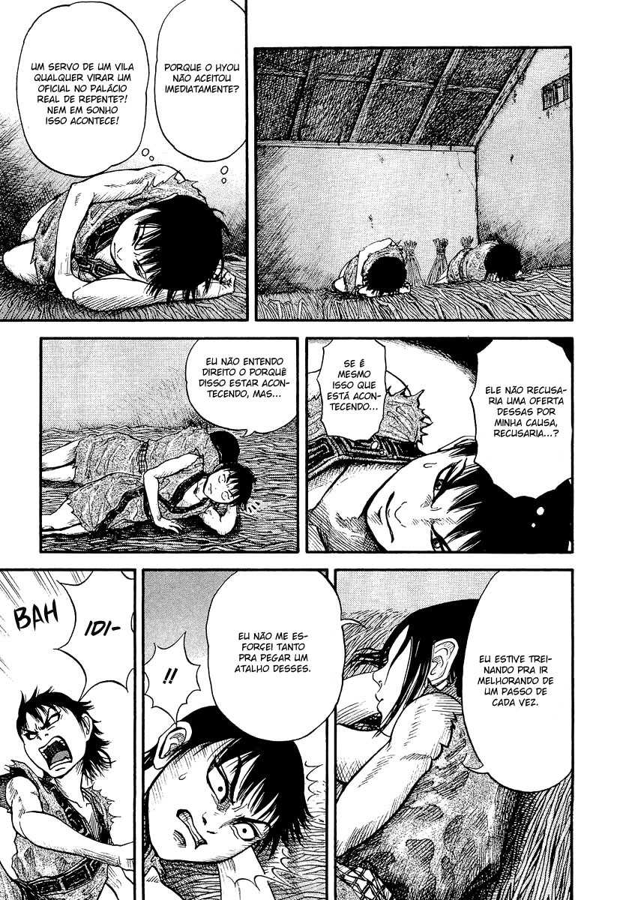 PORQUE O HYOU
NÃO ACEITOU
IMEDIATAMENTE?
UM SERVO DE UM VILA
QUALQUER VIRAR UM
OFICIAL NO PALÁCIO
REAL DE REPENTE?!
NEM EM SONHO
ISSO ACONTECE!
ELE NÃO RECUSA-
RIA UMA OFERTA
DESSAS POR
MINHA CAUSA,
RECUSARIA...?
SE É
MESMO
ISSO QUE
ESTÁ ACON-
TECENDO...
EU NÃO ENTENDO
DIREITO O PORQUÊ
DISSO ESTAR ACON-
TECENDO, MAS...
EU ESTIVE TREI-
NANDO PRA IR
MELHORANDO
DE UM PASSO DE
CADA VEZ.
EU NÃO ME ES-
FORCEI TANTO
PRA PEGAR UM
ATALHO DESSES.
!!
IDI-
BAH